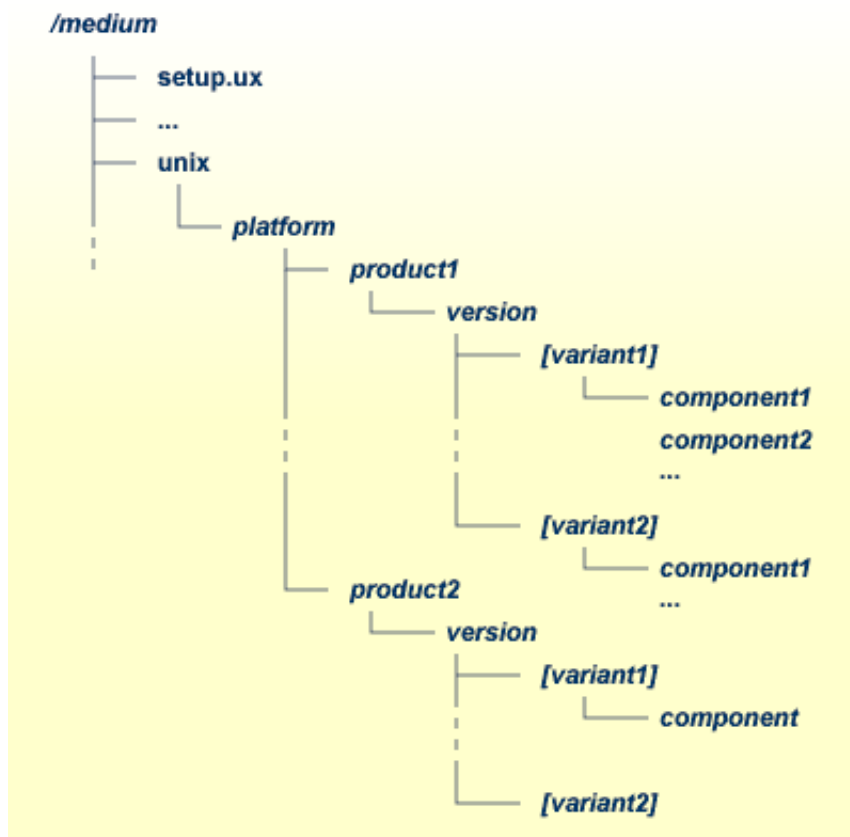 /medium
setup.ux
...
unix
platform
product1
version
[variant1]
component1
component2
...
[variant2]
component1
...
product2
version
[variant1]
component
[variant2]